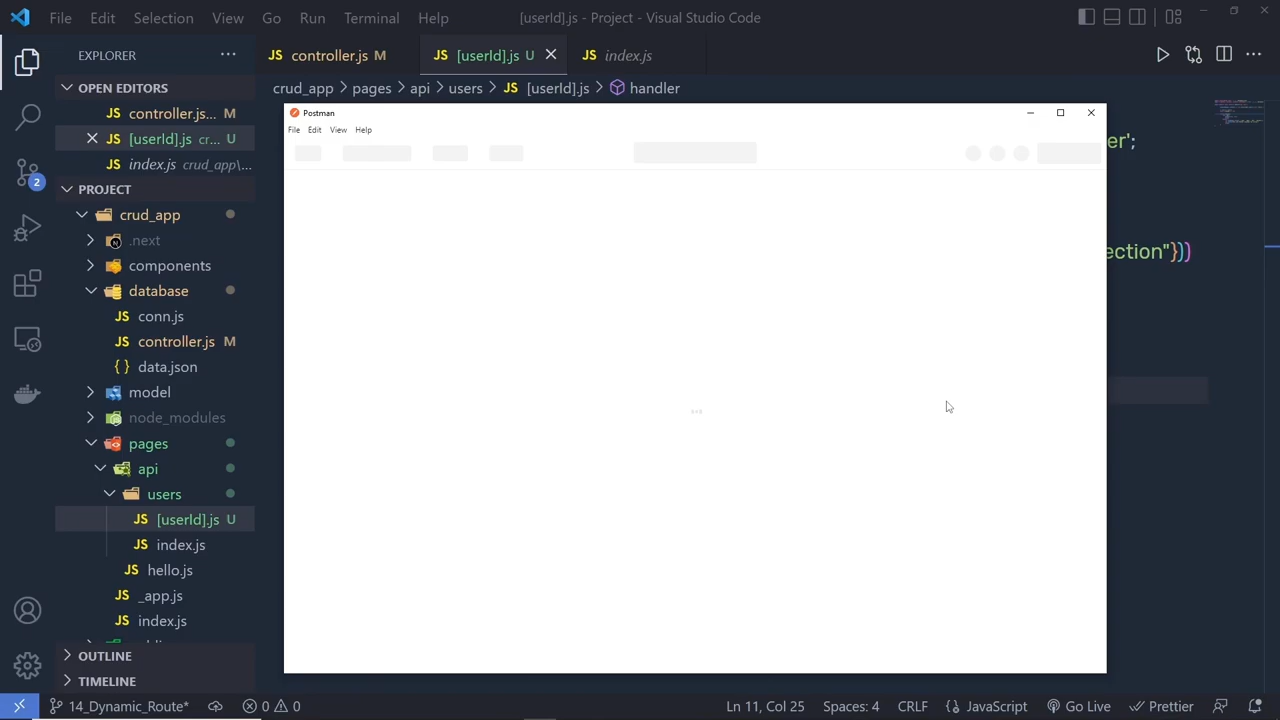 File Edit Selection View Go Run Terminal Help [userId].js - Project - Visual Studio Code
EXPLORER
JS controller.js M JS [userId].js U JS index.js
OPEN EDITORS
crud_app > pages > api > users > JS [userId].js > handler
JS controller.js... M
JS [userId].js cr... U
JS index.js crud_app\...
PROJECT
crud_app
.next
components
database
JS conn.js
JS controller.js M
{ } data.json
model
node_modules
pages
api
users
JS [userId].js U
JS index.js
JS hello.js
JS _app.js
JS index.js
OUTLINE
TIMELINE
Postman
File Edit View Help
er';
ection"}))
2
14_Dynamic_Route* 0 0 Ln 11, Col 25 Spaces: 4 CRLF { } JavaScript Go Live Prettier